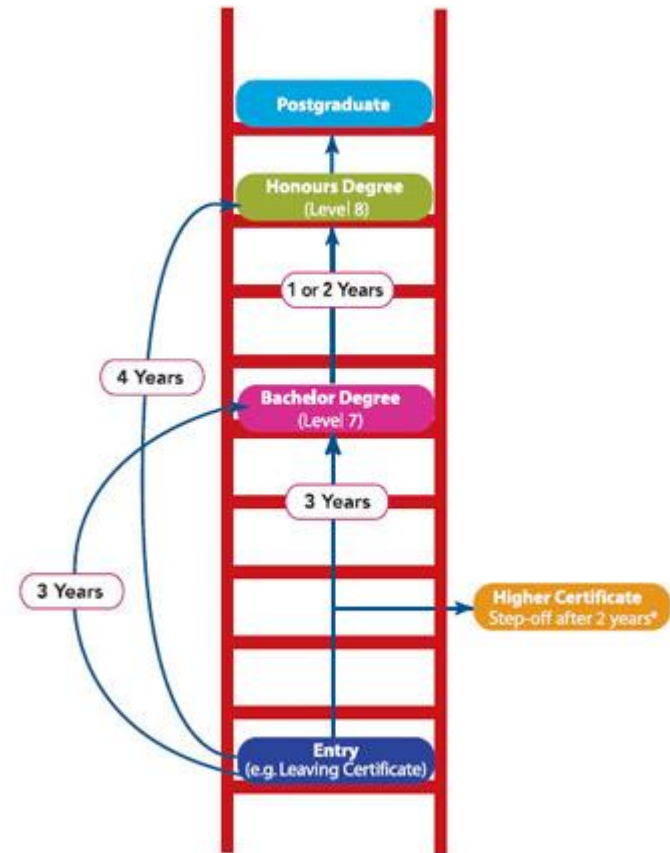 Postgraduate
Honours Degree
(Level 8)
1 or 2 Years
4 Years
Bachelor Degree
(Level 7)
3 Years
3 Years
Higher Certificate
Step-off after 2 years*
Entry
(e.g. Leaving Certificate)